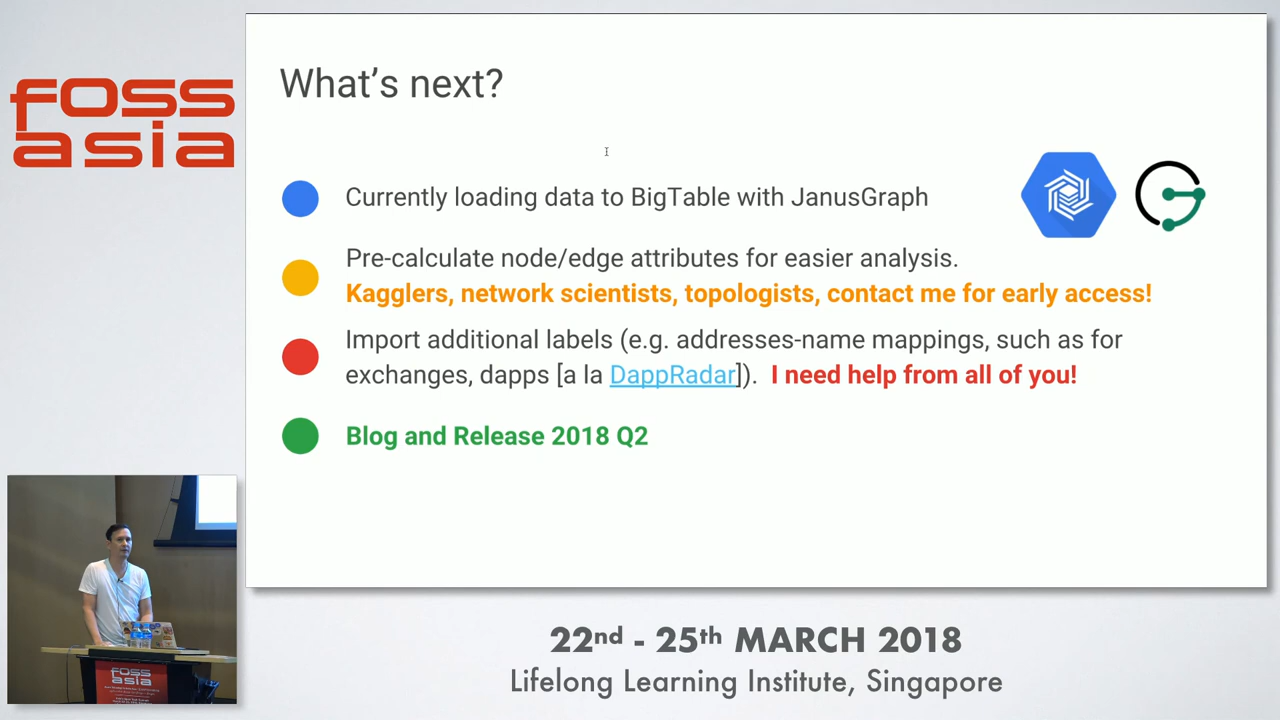 foss
asia
What's next?
Currently loading data to BigTable with JanusGraph
Pre-calculate node/edge attributes for easier analysis.
Kagglers, network scientists, topologists, contact me for early access!
Import additional labels (e.g. addresses-name mappings, such as for
exchanges, dapps [a la DappRadar]). I need help from all of you!
Blog and Release 2018 Q2
foss
asia
22nd - 25th MARCH 2018
Lifelong Learning Institute, Singapore